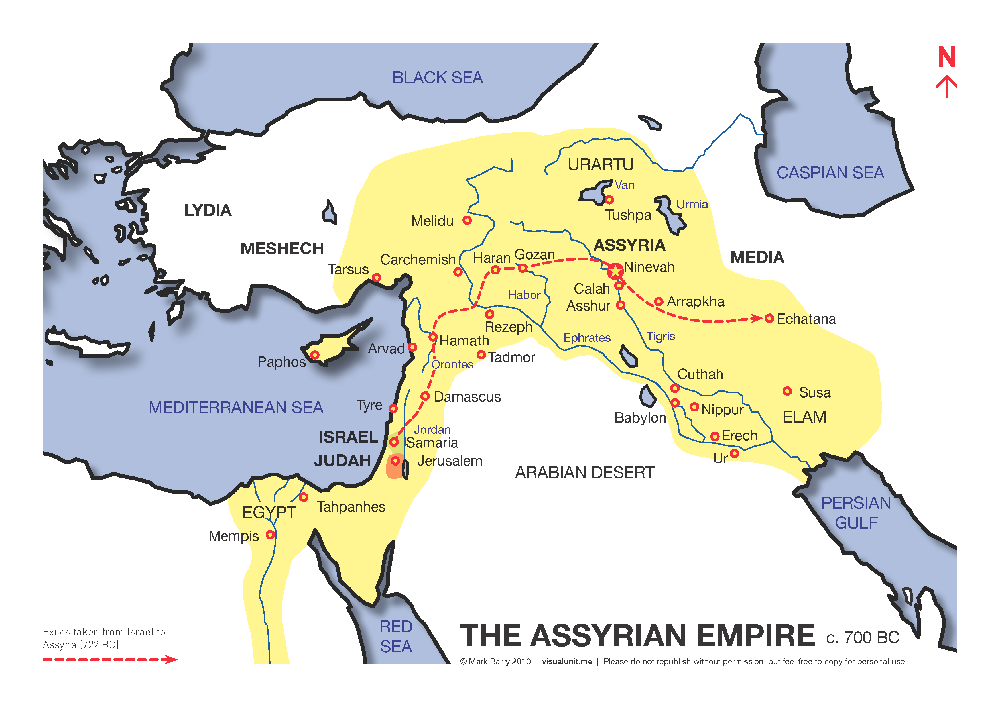 N
BLACK SEA
CASPIAN SEA
URARTU
Van
Urmia
LYDIA
Tushpa
Melidu
MESHECH
ASSYRIA
MEDIA
Carchemish
Haran
Gozan
Tarsus
Ninevah
Calah
Habor
Arrapkha
Asshur
Echatana
Rezeph
Hamath
Ephrates
Tigris
Arvad
Tadmor
Paphos
Orontes
Cuthah
Susa
Damascus
Tyre
MEDITERRANEAN SEA
Nippur
Babylon
ELAM
Jordan
ISRAEL
Samaria
Erech
JUDAH
Jerusalem
Ur
ARABIAN DESERT
Tahpanhes
EGYPT
PERSIAN
GULF
Mempis
RED
SEA
Exiles taken from Israel to
Assyria (722 BC)
THE ASSYRIAN EMPIRE c. 700 BC
© Mark Barry 2010 | visualunit.me | Please do not republish without permission, but feel free to copy for personal use.